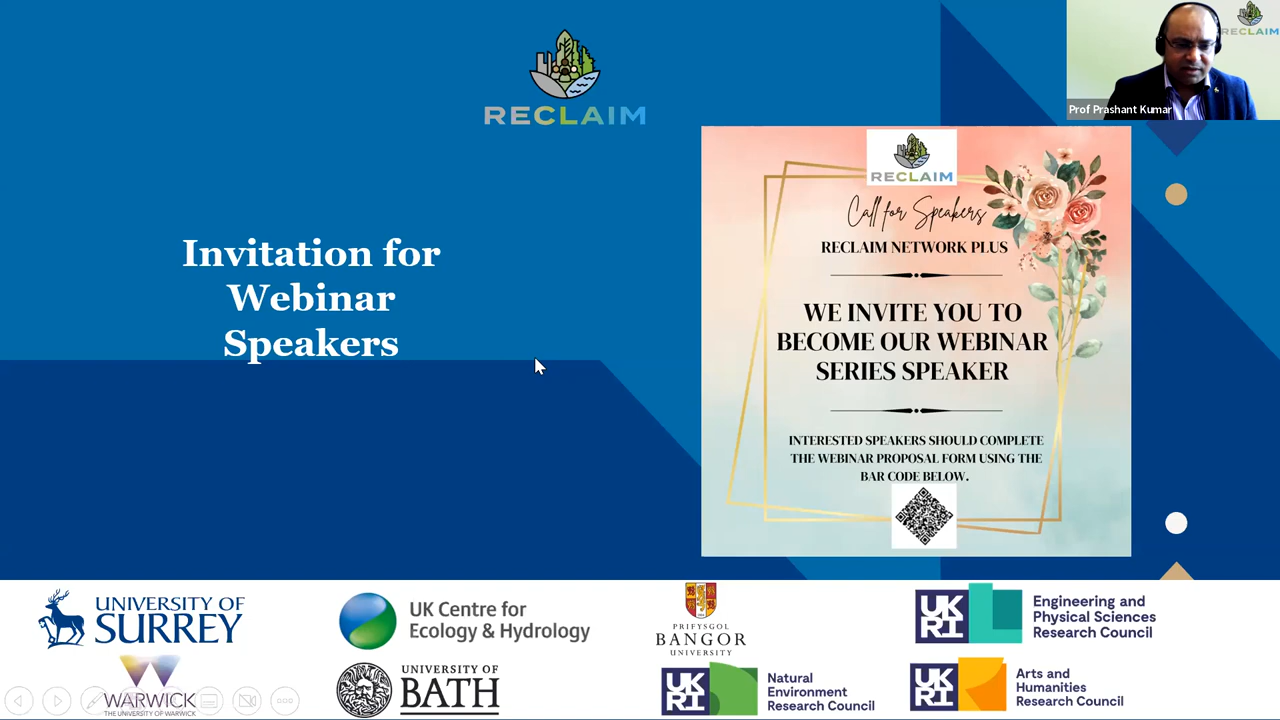 RECLAIM
RECLAIM
Prof Prashant Kumar
Invitation for
Webinar
Speakers
RECLAIM
Call for Speakers
RECLAIM NETWORK PLUS
WE INVITE YOU TO
BECOME OUR WEBINAR
SERIES SPEAKER
INTERESTED SPEAKERS SHOULD COMPLETE
THE WEBINAR PROPOSAL FORM USING THE
BAR CODE BELOW.
UNIVERSITY OF
SURREY
UK Centre for
Ecology & Hydrology
PRIFYSGOL
BANGOR
UNIVERSITY
UKRI
Engineering and
Physical Sciences
Research Council
WARWICK
THE UNIVERSITY OF WARWICK
UNIVERSITY OF
BATH
UKRI
Natural
Environment
Research Council
UKRI
Arts and
Humanities
Research Council